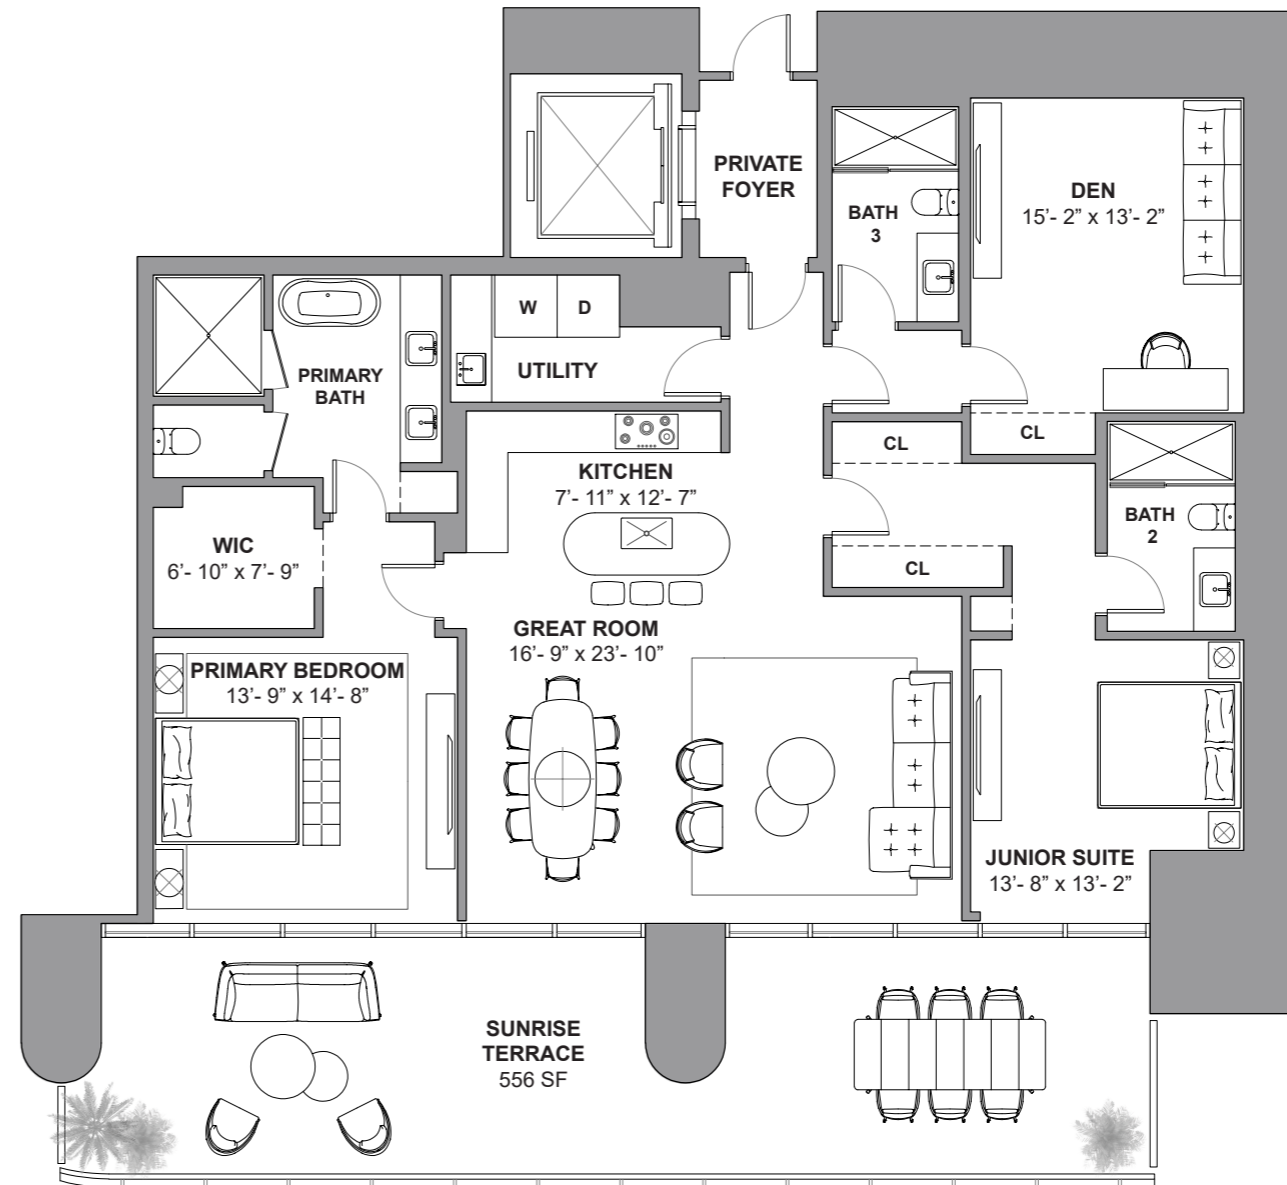 PRIVATE
FOYER
BATH
3
DEN
15'- 2” x 13'- 2”
W
D
UTILITY
PRIMARY
BATH
CL
CL
KITCHEN
7'- 11” x 12'- 7”
BATH
2
WIC
6'- 10” x 7'- 9”
CL
GREAT ROOM
16'- 9” x 23'- 10”
PRIMARY BEDROOM
13'- 9” x 14'- 8”
JUNIOR SUITE
13'- 8” x 13'- 2”
SUNRISE
TERRACE
556 SF